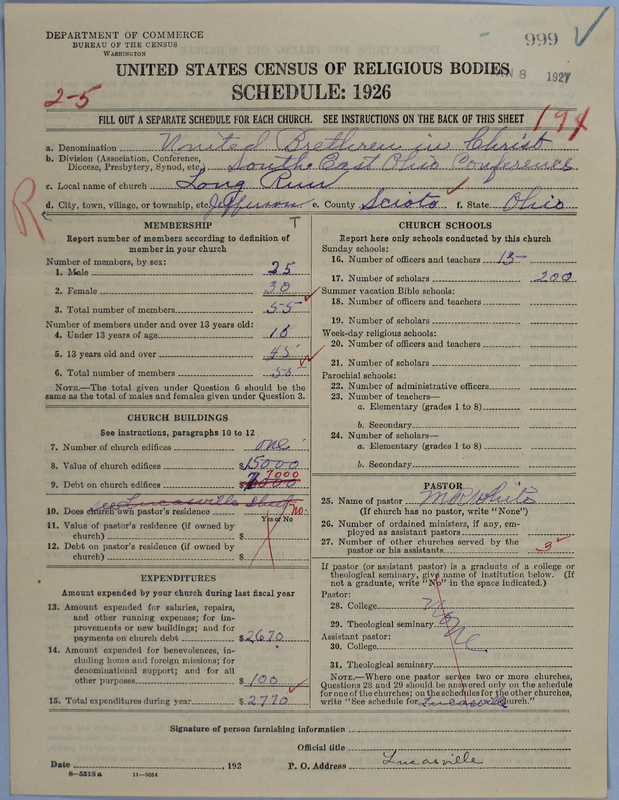 DEPARTMENT OF COMMERCE
BUREAU OF THE CENSUS
WASHINGTON
999
JAN 8 1927
UNITED STATES CENSUS OF RELIGIOUS BODIES
SCHEDULE: 1926
2-5
194
FILL OUT A SEPARATE SCHEDULE FOR EACH CHURCH. SEE INSTRUCTIONS ON THE BACK OF THIS SHEET
a. Denomination United Brethren in Christ
b. Division (Association, Conference, Diocese, Presbytery, Synod, etc.) South East Ohio Conference
c. Local name of church Long Run
d. City, town, village, or township, etc. Jefferson e. County Scioto f. State Ohio
R
MEMBERSHIP T
Report number of members according to definition of member in your church
Number of members, by sex:
1. Male 25
2. Female 30
3. Total number of members 55
Number of members under and over 13 years old:
4. Under 13 years of age 10
5. 13 years old and over 45
6. Total number of members 55
NOTE.—The total given under Question 6 should be the same as the total of males and females given under Question 3.
CHURCH BUILDINGS
See instructions, paragraphs 10 to 12
7. Number of church edifices one
8. Value of church edifices $15000
9. Debt on church edifices $ 7000
see Lucasville Sheet
10. Does church own pastor's residence No.
Yes or No
11. Value of pastor's residence (if owned by church) $
12. Debt on pastor's residence (if owned by church) $
EXPENDITURES
Amount expended by your church during last fiscal year
13. Amount expended for salaries, repairs, and other running expenses; for improvements or new buildings; and for payments on church debt $2670
14. Amount expended for benevolences, including home and foreign missions; for denominational support; and for all other purposes $100
15. Total expenditures during year $2770
CHURCH SCHOOLS
Report here only schools conducted by this church
Sunday schools:
16. Number of officers and teachers 15
17. Number of scholars 200
Summer vacation Bible schools:
18. Number of officers and teachers
19. Number of scholars
Week-day religious schools:
20. Number of officers and teachers
21. Number of scholars
Parochial schools:
22. Number of administrative officers
23. Number of teachers—
a. Elementary (grades 1 to 8)
b. Secondary
24. Number of scholars—
a. Elementary (grades 1 to 8)
b. Secondary
PASTOR
25. Name of pastor M B White
(If church has no pastor, write "None")
26. Number of ordained ministers, if any, employed as assistant pastors
27. Number of other churches served by the pastor or his assistants 3
If pastor (or assistant pastor) is a graduate of a college or theological seminary, give name of institution below. (If not a graduate, write "No" in the space indicated.)
Pastor:
28. College
29. Theological seminary
None
Assistant pastor:
30. College
31. Theological seminary
NOTE.—Where one pastor serves two or more churches, Questions 28 and 29 should be answered only on the schedule for one of the churches; on the schedules for the other churches, write "See schedule for Lucasville church."
Signature of person furnishing information
Official title
Date , 192 P. O. Address Lucasville
8—5513 a 11—9664